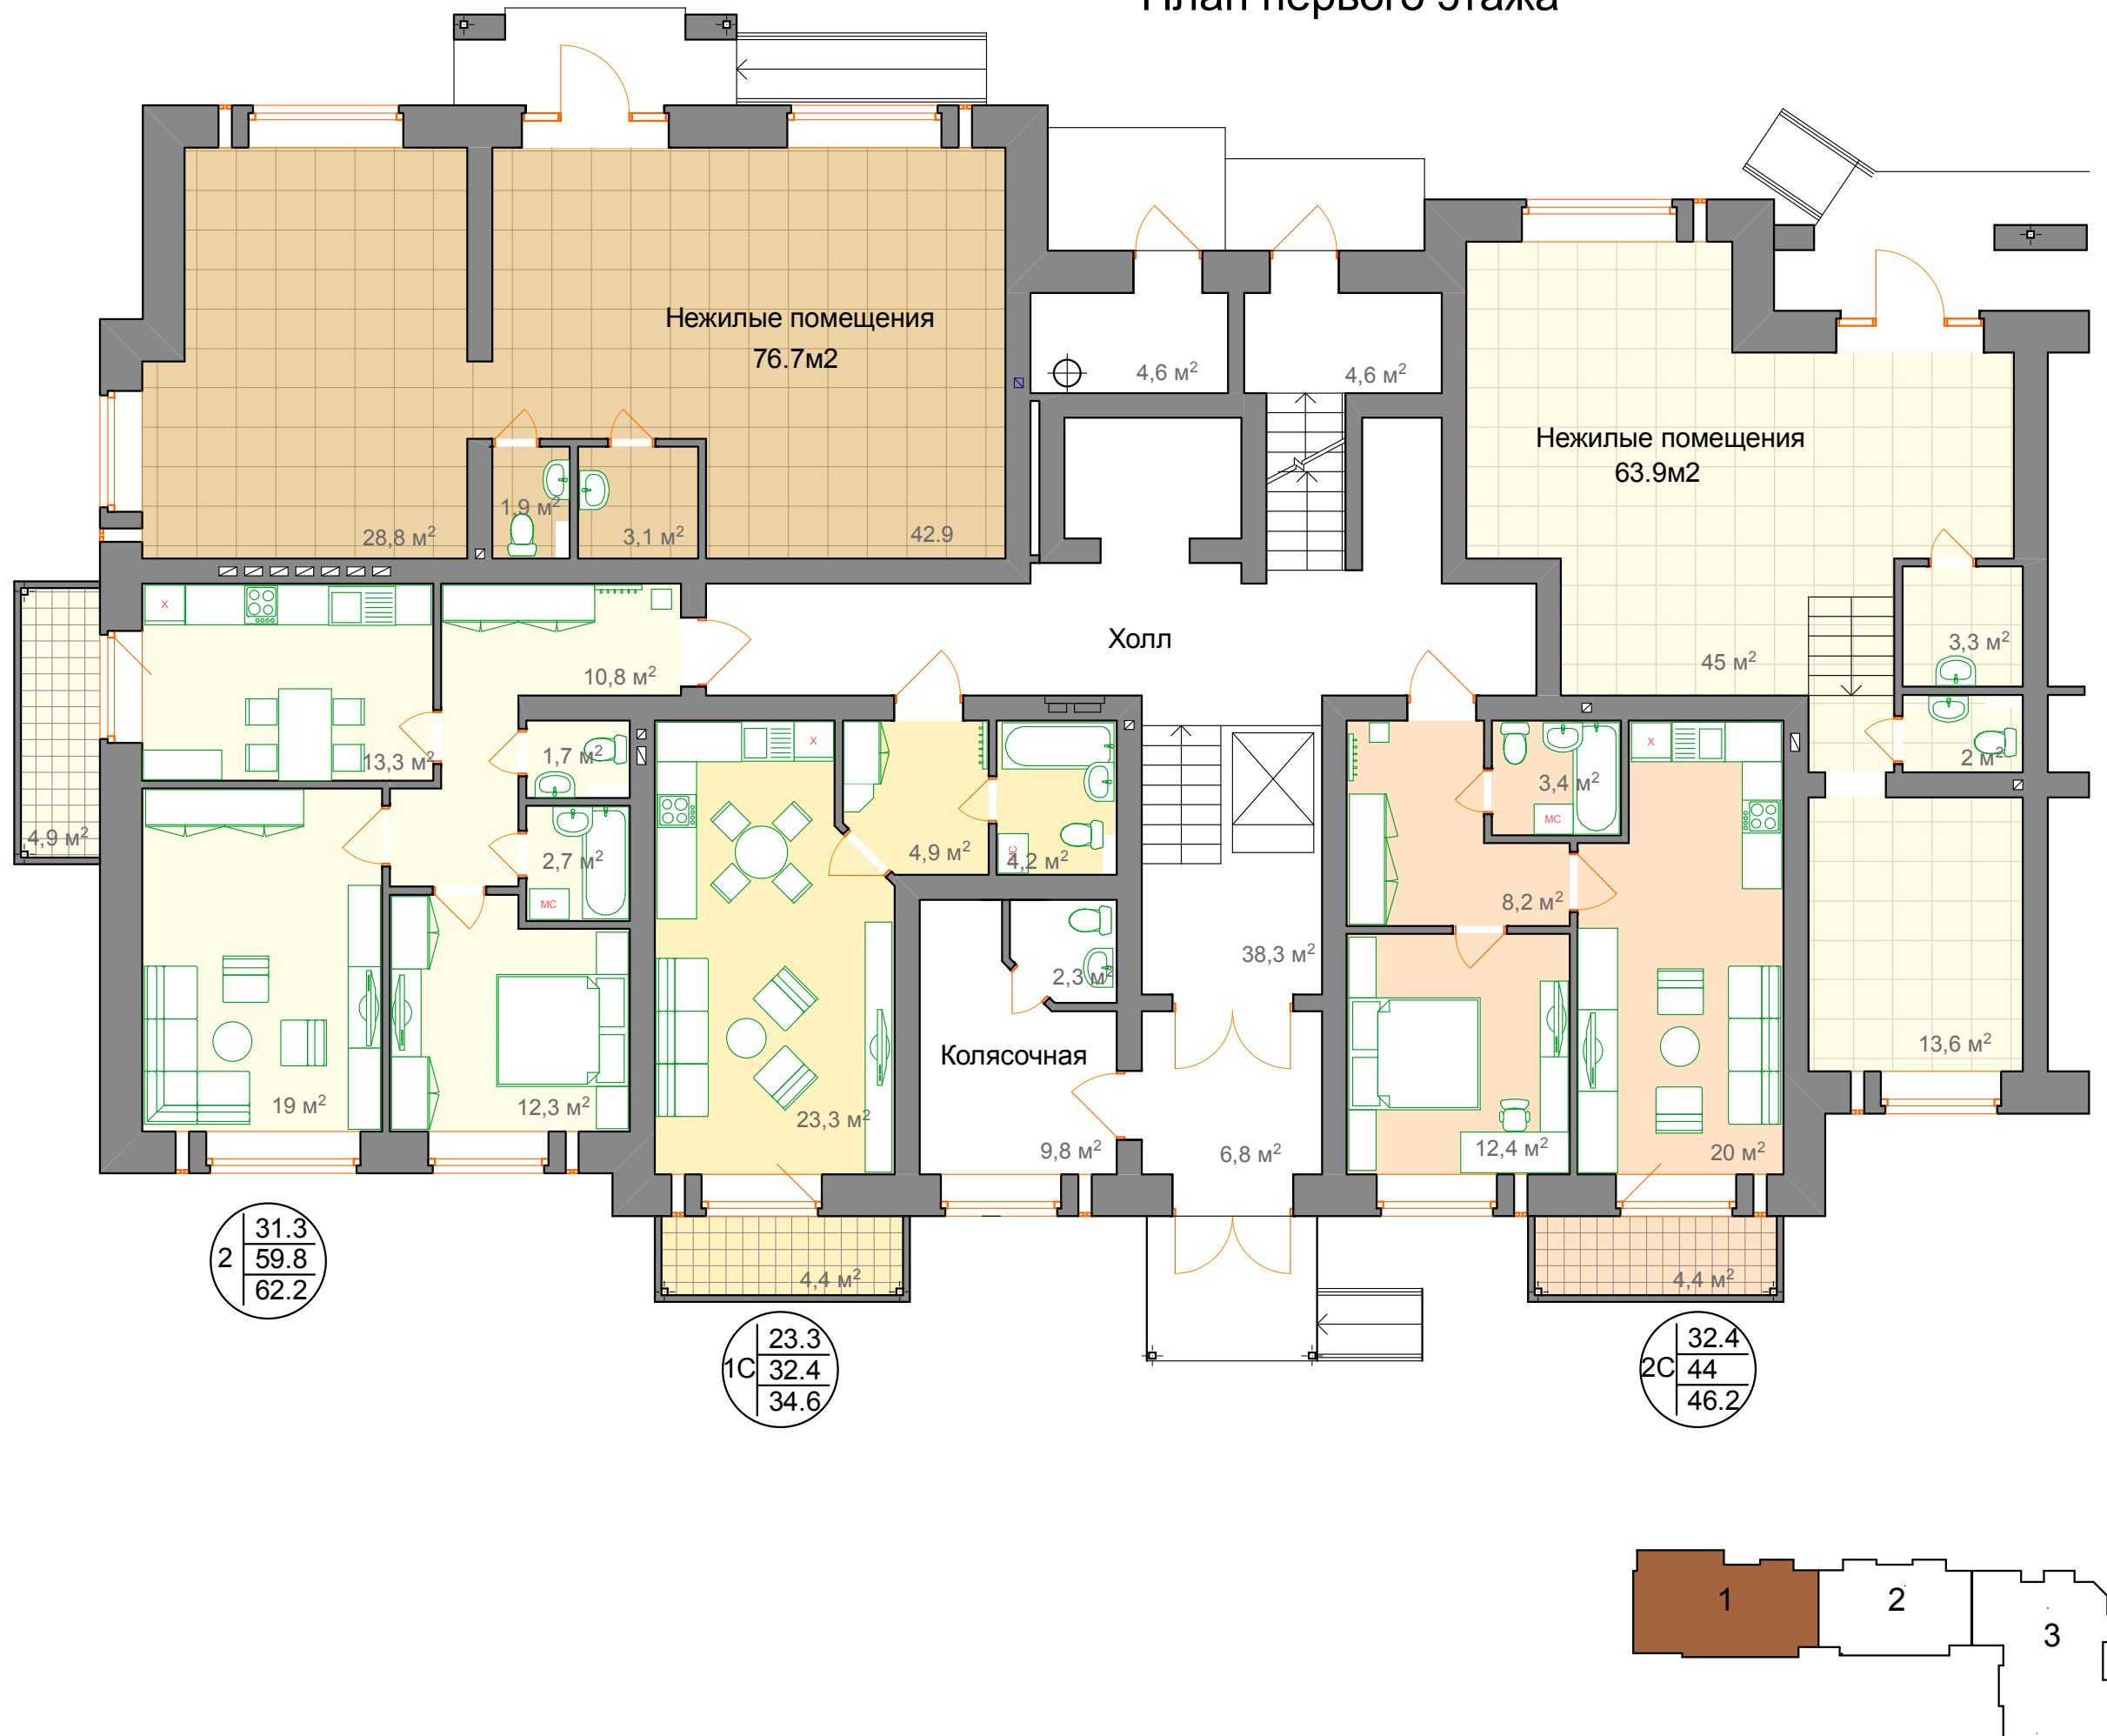 План первого этажа
Нежилые помещения
76.7м2
4,6 м²
4,6 м²
Нежилые помещения
63.9м2
28,8 м²
1,9 м²
3,1 м²
42.9
X
10,8 м²
Холл
45 м²
3,3 м²
13,3 м²
1,7 м²
X
X
2 м²
4,9 м²
2,7 м²
МС
4,9 м²
МС
4,2 м²
3,4 м²
МС
8,2 м²
38,3 м²
2,3 м²
Колясочная
13,6 м²
19 м²
12,3 м²
23,3 м²
9,8 м²
6,8 м²
12,4 м²
20 м²
4,4 м²
4,4 м²
2
31.3
59.8
62.2
1С
23.3
32.4
34.6
2С
32.4
44
46.2
1
2
3